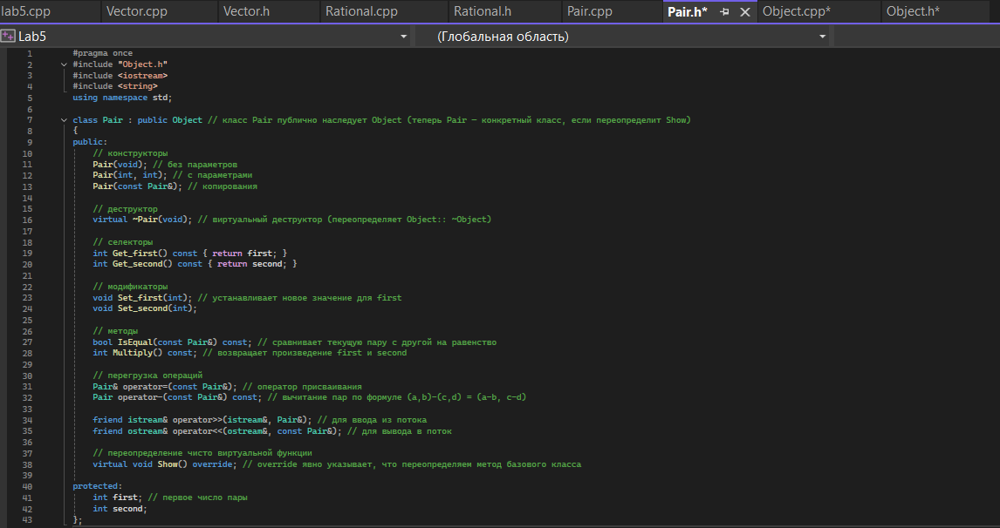 lab5.cpp Vector.cpp Vector.h Rational.cpp Rational.h Pair.cpp Pair.h* Object.cpp* Object.h*
Lab5 (Глобальная область)
1 #pragma once
2 #include "Object.h"
3 #include <iostream>
4 #include <string>
5 using namespace std;
6
7 class Pair : public Object // класс Pair публично наследует Object (теперь Pair – конкретный класс, если переопределит Show)
8 {
9 public:
10 // конструкторы
11 Pair(void); // без параметров
12 Pair(int, int); // с параметрами
13 Pair(const Pair&); // копирования
14
15 // деструктор
16 virtual ~Pair(void); // виртуальный деструктор (переопределяет Object:: ~Object)
17
18 // селекторы
19 int Get_first() const { return first; }
20 int Get_second() const { return second; }
21
22 // модификаторы
23 void Set_first(int); // устанавливает новое значение для first
24 void Set_second(int);
25
26 // методы
27 bool IsEqual(const Pair&) const; // сравнивает текущую пару с другой на равенство
28 int Multiply() const; // возвращает произведение first и second
29
30 // перегрузка операций
31 Pair& operator=(const Pair&); // оператор присваивания
32 Pair operator-(const Pair&) const; // вычитание пар по формуле (a,b)-(c,d) = (a-b, c-d)
33
34 friend istream& operator>>(istream&, Pair&); // для ввода из потока
35 friend ostream& operator<<(ostream&, const Pair&); // для вывода в поток
36
37 // переопределение чисто виртуальной функции
38 virtual void Show() override; // override явно указывает, что переопределяем метод базового класса
39
40 protected:
41 int first; // первое число пары
42 int second;
43 };